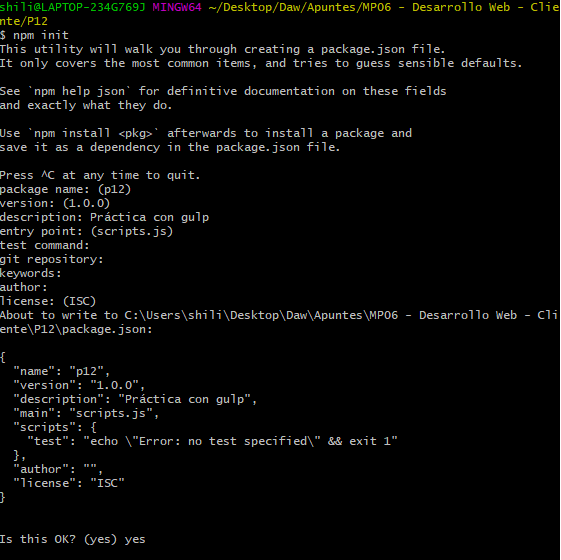 shili@LAPTOP-234G769J MINGW64 ~/Desktop/Daw/Apuntes/MP06 - Desarrollo Web - Clie
nte/P12
$ npm init
This utility will walk you through creating a package.json file.
It only covers the most common items, and tries to guess sensible defaults.

See `npm help json` for definitive documentation on these fields
and exactly what they do.

Use `npm install <pkg>` afterwards to install a package and
save it as a dependency in the package.json file.

Press ^C at any time to quit.
package name: (p12)
version: (1.0.0)
description: Práctica con gulp
entry point: (scripts.js)
test command:
git repository:
keywords:
author:
license: (ISC)
About to write to C:\Users\shili\Desktop\Daw\Apuntes\MP06 - Desarrollo Web - Cli
ente\P12\package.json:

{
  "name": "p12",
  "version": "1.0.0",
  "description": "Práctica con gulp",
  "main": "scripts.js",
  "scripts": {
    "test": "echo \"Error: no test specified\" && exit 1"
  },
  "author": "",
  "license": "ISC"
}


Is this OK? (yes) yes